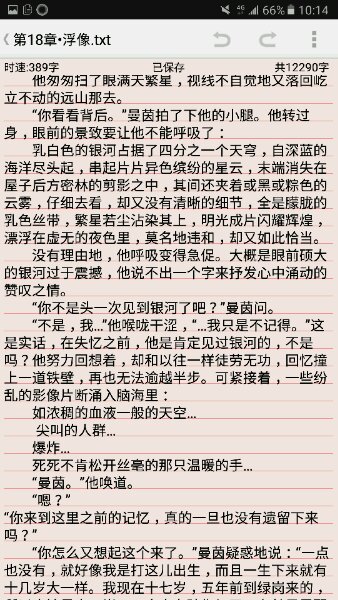 4G 66% 10:14
第18章•浮像.txt
时速:389字 已保存 共12290字
他匆匆扫了眼满天繁星，视线不自觉地又落回屹
立不动的远山那去。
“你看看背后。”曼茵拍了下他的小腿。他转过
身，眼前的景致要让他不能呼吸了：
乳白色的银河占据了四分之一个天穹，自深蓝的
海洋尽头起，串起片片异色缤纷的星云，末端消失在
屋子后方密林的剪影之中，其间还夹着或黑或棕色的
云雾，仔细去看，却又没有清晰的细节，全是朦胧的
乳色丝带，繁星若尘沾染其上，明光成片闪耀辉煌，
漂浮在虚无的夜色里，莫名地违和，却又如此恰当。
没有理由地，他呼吸变得急促。大概是眼前硕大
的银河过于震撼，他说不出一个字来抒发心中涌动的
赞叹之情。
“你不是头一次见到银河了吧？”曼茵问。
“不是，我...”他喉咙干涩，“...我只是不记得。”这
是实话，在失忆之前，他是肯定见过银河的，不是
吗？他努力回想着，却和以往一样徒劳无功，回忆撞
上一道铁壁，再也无法逾越半步。可紧接着，一些纷
乱的影像片断涌入脑海里：
如浓稠的血液一般的天空...
尖叫的人群...
爆炸...
死死不肯松开丝毫的那只温暖的手...
“曼茵。”他唤道。
“嗯？”
“你来到这里之前的记忆，真的一旦也没有遗留下来
吗？”
“你怎么又想起这个来了。”曼茵疑惑地说：“一点
也没有，就好像我是打这儿出生，而且一生下来就有
十几岁大一样。我现在十七岁，五年前到绿岗来的，